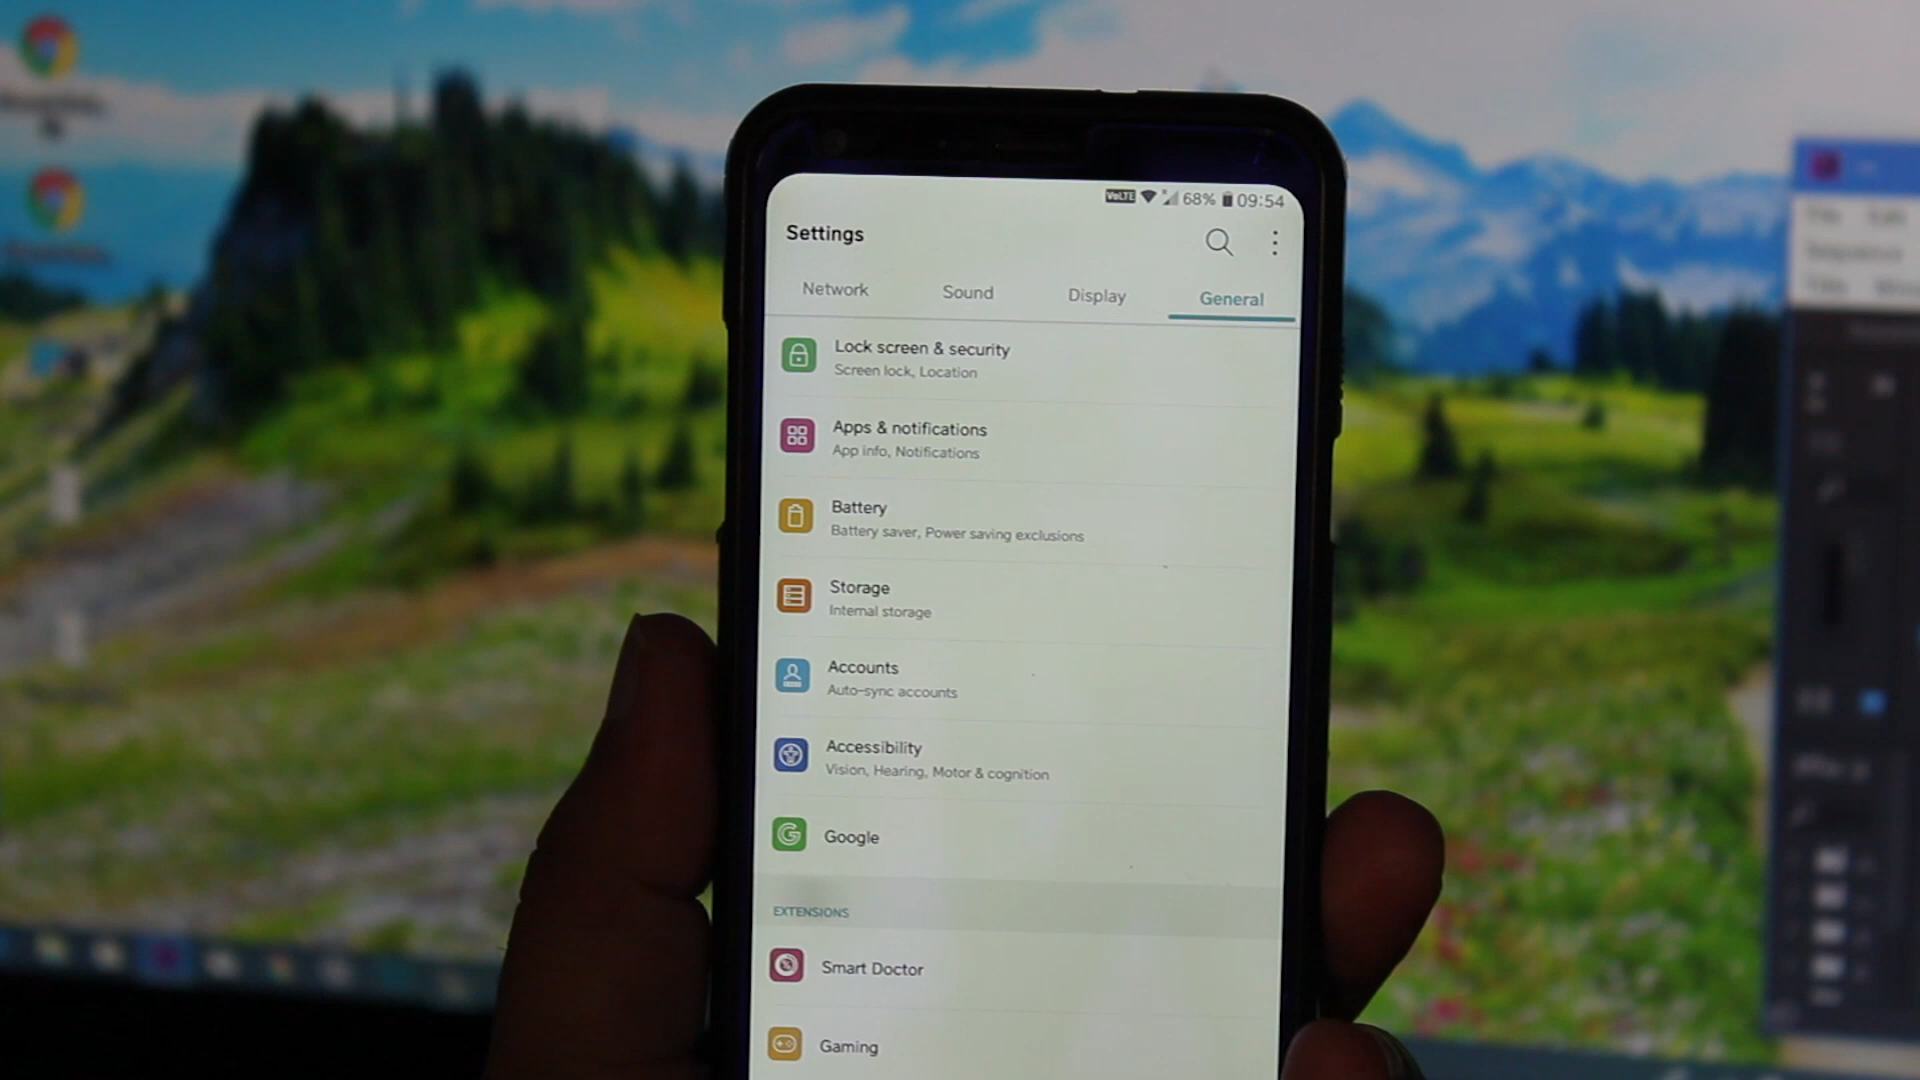 VoLTE 68% 09:54
Settings
Network Sound Display General
Lock screen & security
Screen lock, Location
Apps & notifications
App info, Notifications
Battery
Battery saver, Power saving exclusions
Storage
Internal storage
Accounts
Auto-sync accounts
Accessibility
Vision, Hearing, Motor & cognition
Google
EXTENSIONS
Smart Doctor
Gaming